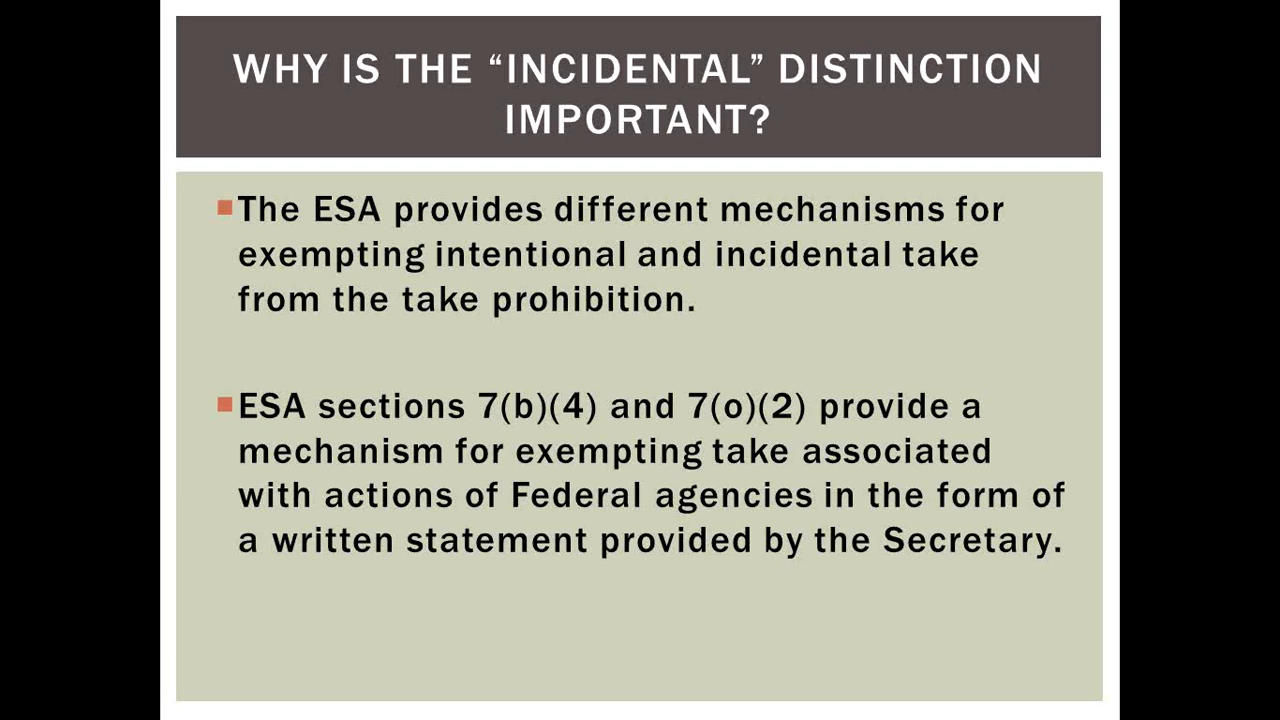 WHY IS THE “INCIDENTAL” DISTINCTION
IMPORTANT?
The ESA provides different mechanisms for
exempting intentional and incidental take
from the take prohibition.
ESA sections 7(b)(4) and 7(o)(2) provide a
mechanism for exempting take associated
with actions of Federal agencies in the form of
a written statement provided by the Secretary.